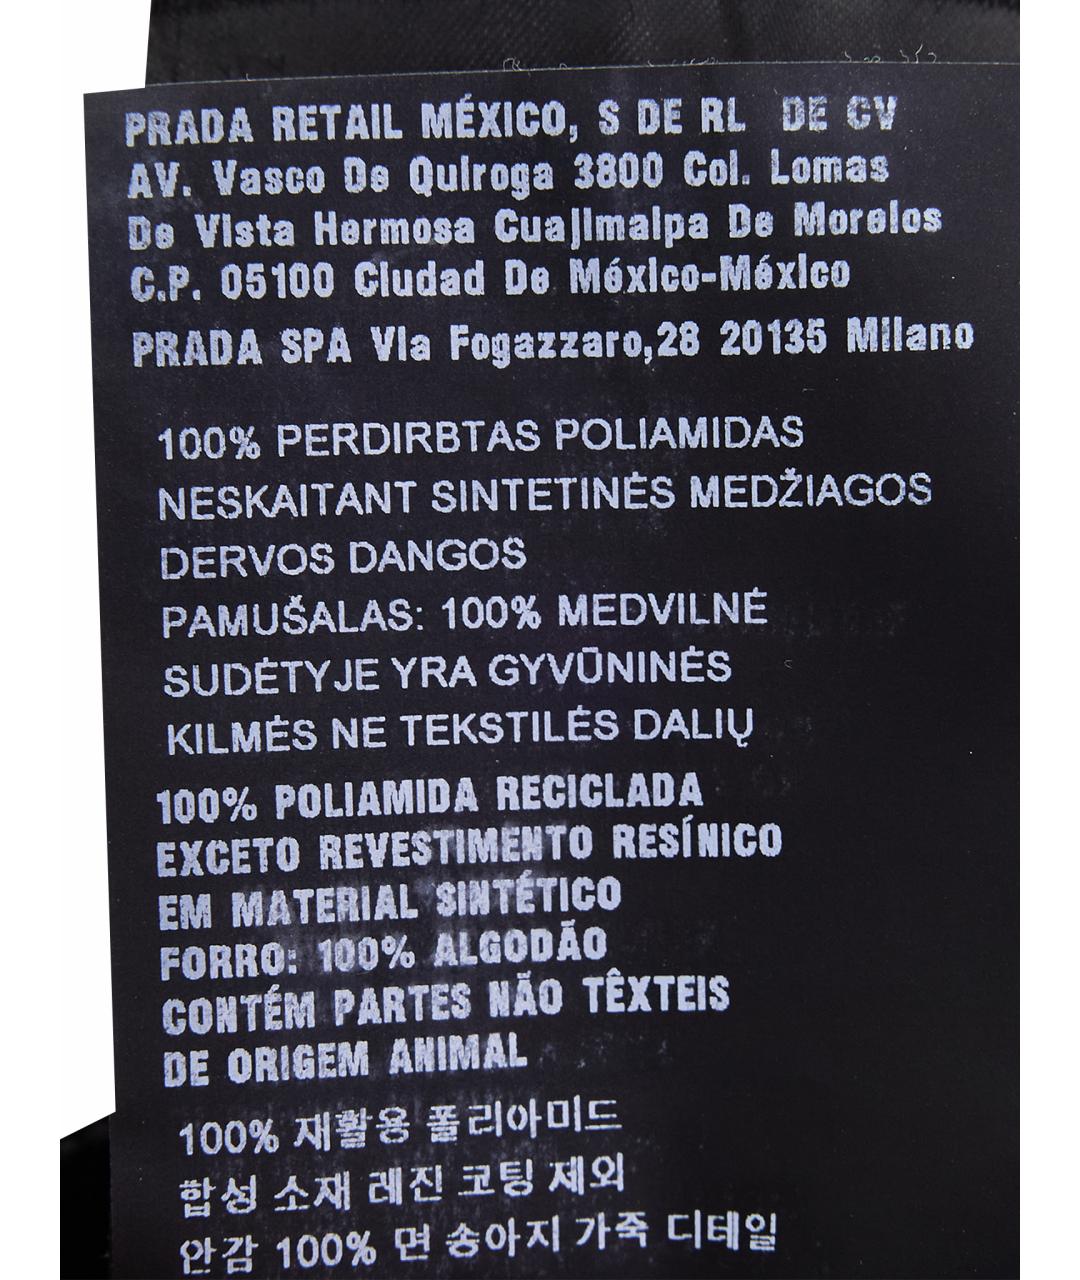 PRADA RETAIL MÉXICO, S DE RL DE CV
AV. Vasco De Quiroga 3800 Col. Lomas
De Vista Hermosa Cuajimalpa De Morelos
C.P. 05100 Ciudad De México-México
PRADA SPA Via Fogazzaro,28 20135 Milano
100% PERDIRBTAS POLIAMIDAS
NESKAITANT SINTETINĖS MEDŽIAGOS
DERVOS DANGOS
PAMUŠALAS: 100% MEDVILNĖ
SUDĖTYJE YRA GYVŪNINĖS
KILMĖS NE TEKSTILĖS DALIŲ
100% POLIAMIDA RECICLADA
EXCETO REVESTIMENTO RESÍNICO
EM MATERIAL SINTÉTICO
FORRO: 100% ALGODÃO
CONTÉM PARTES NÃO TÊXTEIS
DE ORIGEM ANIMAL
100% 재활용 폴리아미드
합성 소재 레진 코팅 제외
안감 100% 면 송아지 가죽 디테일